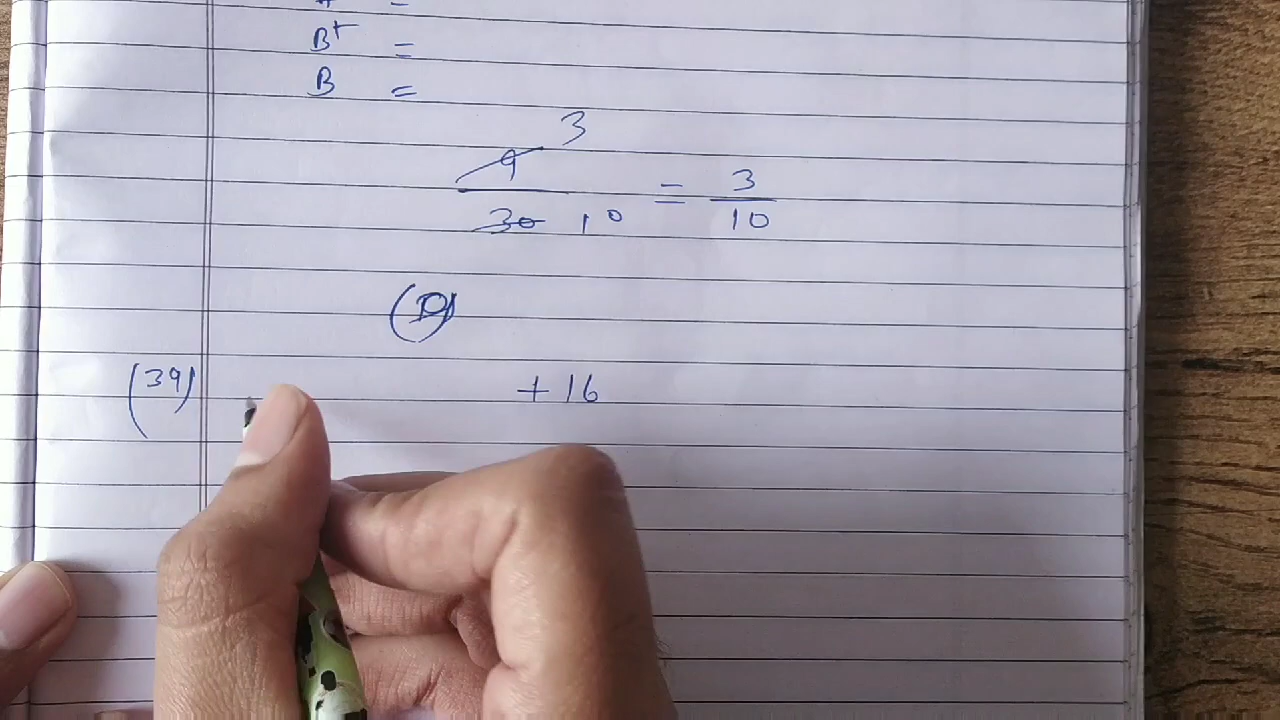 B+ =
B =
9 3
30 10 = 3/10
(D)
(39) + 16